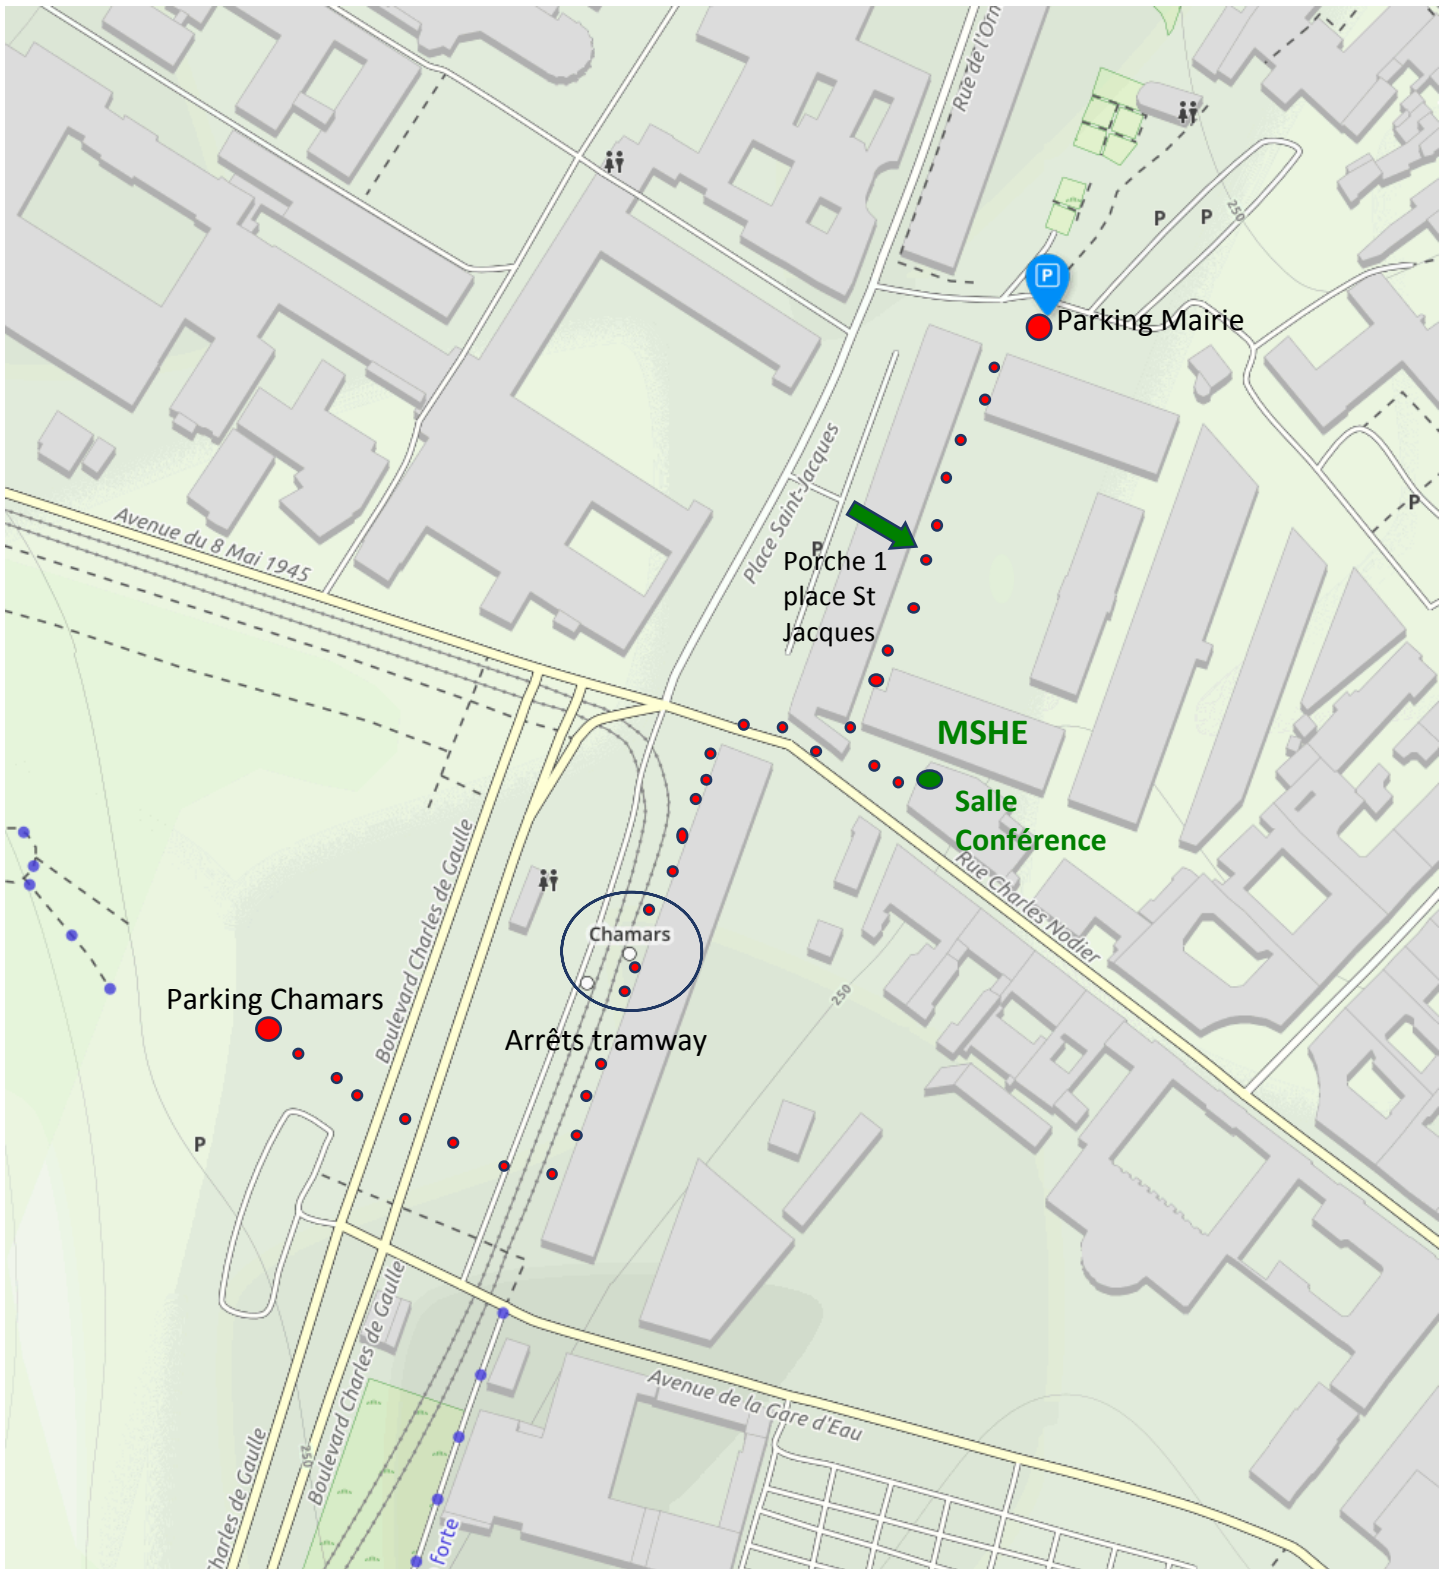 Rue de l'Orn
P
P
250
P
Parking Mairie
Place Saint-Jacques
P
Avenue du 8 Mai 1945
P
Porche 1
place St
Jacques
MSHE
Salle
Conférence
Rue Charles Nodier
Boulevard Charles de Gaulle
Chamars
Parking Chamars
250
Arrêts tramway
P
Boulevard Charles de Gaulle
Avenue de la Gare d'Eau
250
Charles de Gaulle
Forte